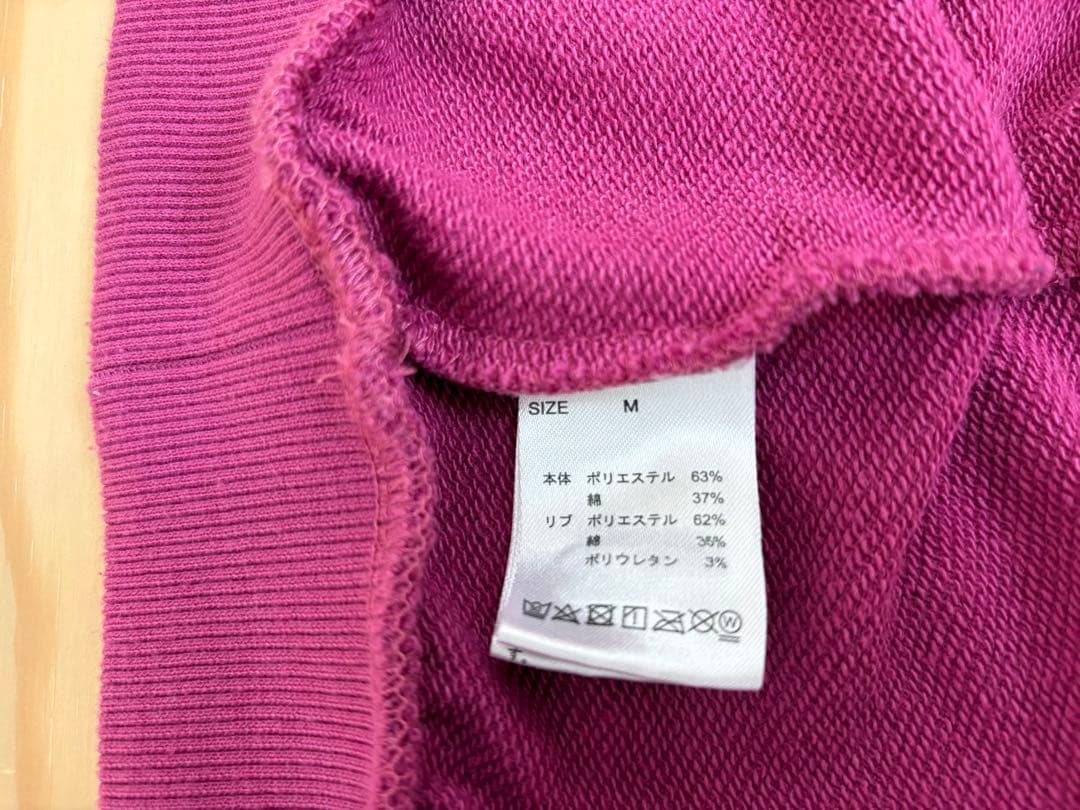 SIZE M
本体 ポリエステル 63%
綿 37%
リブ ポリエステル 62%
綿 35%
ポリウレタン 3%
W